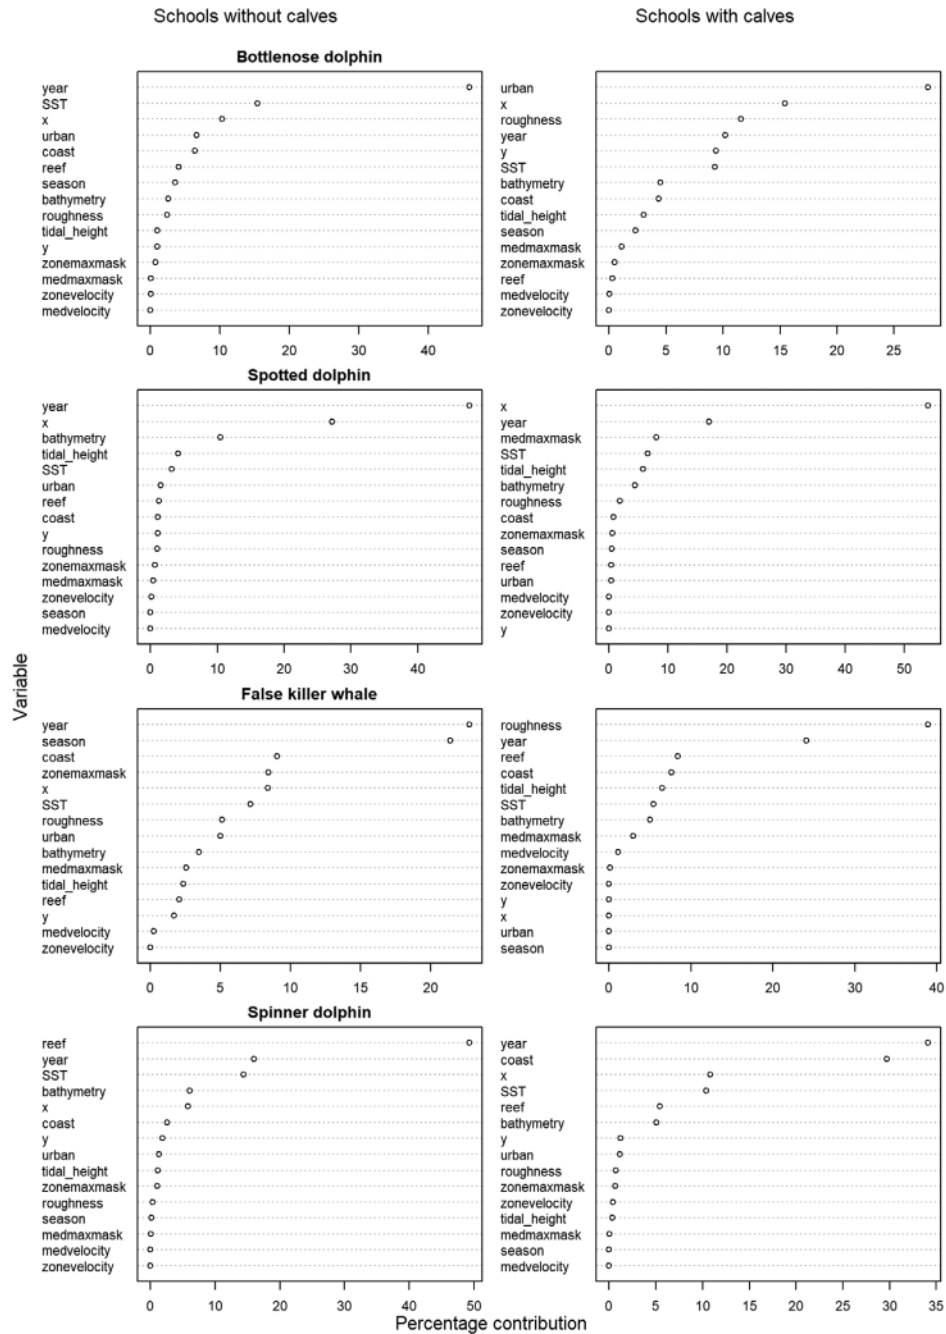 Schools without calves
Schools with calves
Bottlenose dolphin
year
SST
x
urban
coast
reef
season
bathymetry
roughness
tidal_height
y
zonemaxmask
medmaxmask
zonevelocity
medvelocity
0 10 20 30 40
urban
x
roughness
year
y
SST
bathymetry
coast
tidal_height
season
medmaxmask
zonemaxmask
reef
medvelocity
zonevelocity
0 5 10 15 20 25
Spotted dolphin
year
x
bathymetry
tidal_height
SST
urban
reef
coast
y
roughness
zonemaxmask
medmaxmask
zonevelocity
season
medvelocity
0 10 20 30 40
x
year
medmaxmask
SST
tidal_height
bathymetry
roughness
coast
zonemaxmask
season
reef
urban
medvelocity
zonevelocity
y
0 10 20 30 40 50
Variable
False killer whale
year
season
coast
zonemaxmask
x
SST
roughness
urban
bathymetry
medmaxmask
tidal_height
reef
y
medvelocity
zonevelocity
0 5 10 15 20
roughness
year
reef
coast
tidal_height
SST
bathymetry
medmaxmask
medvelocity
zonemaxmask
zonevelocity
y
x
urban
season
0 10 20 30 40
Spinner dolphin
reef
year
SST
bathymetry
x
coast
y
urban
tidal_height
zonemaxmask
roughness
season
medmaxmask
medvelocity
zonevelocity
0 10 20 30 40 50
year
coast
x
SST
reef
bathymetry
y
urban
roughness
zonemaxmask
zonevelocity
tidal_height
medmaxmask
season
medvelocity
0 5 10 15 20 25 30 35
Percentage contribution